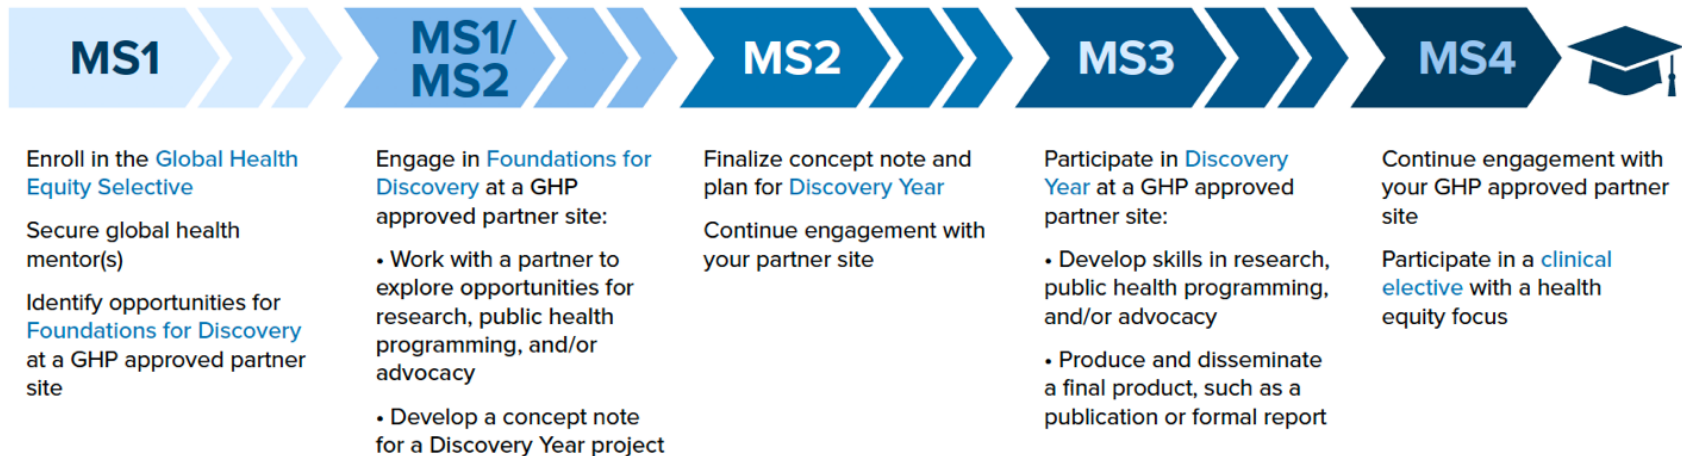 MS1
Enroll in the Global Health
Equity Selective
Secure global health
mentor(s)
Identify opportunities for
Foundations for Discovery
at a GHP approved partner
site
MS1/
MS2
Engage in Foundations for
Discovery at a GHP
approved partner site:
• Work with a partner to
explore opportunities for
research, public health
programming, and/or
advocacy
• Develop a concept note
for a Discovery Year project
MS2
Finalize concept note and
plan for Discovery Year
Continue engagement with
your partner site
MS3
Participate in Discovery
Year at a GHP approved
partner site:
• Develop skills in research,
public health programming,
and/or advocacy
• Produce and disseminate
a final product, such as a
publication or formal report
MS4
Continue engagement with
your GHP approved partner
site
Participate in a clinical
elective with a health
equity focus